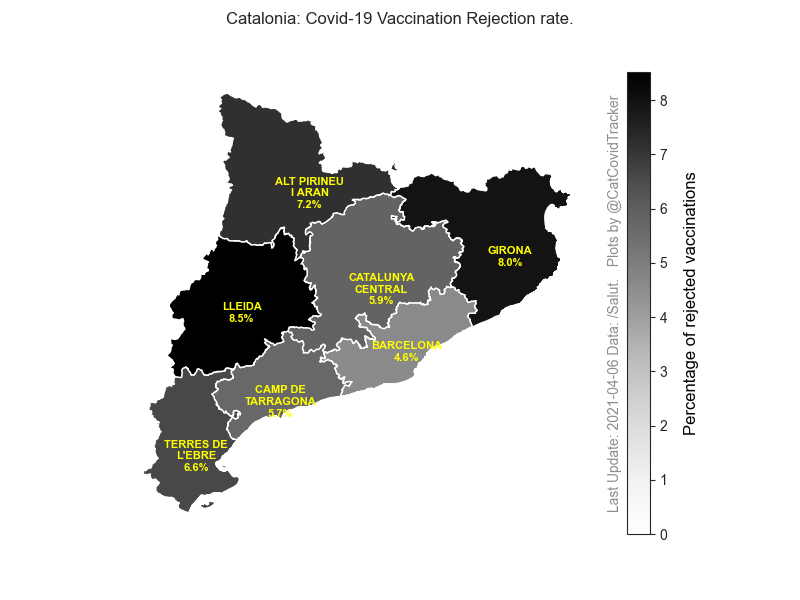 Catalonia: Covid-19 Vaccination Rejection rate.
ALT PIRINEU
I ARAN
7.2%
GIRONA
8.0%
CATALUNYA
CENTRAL
5.9%
LLEIDA
8.5%
BARCELONA
4.6%
CAMP DE
TARRAGONA
5.7%
TERRES DE
L'EBRE
6.6%
Last Update: 2021-04-06 Data: /Salut. Plots by @CatCovidTracker
8
7
6
5
4
3
2
1
0
Percentage of rejected vaccinations